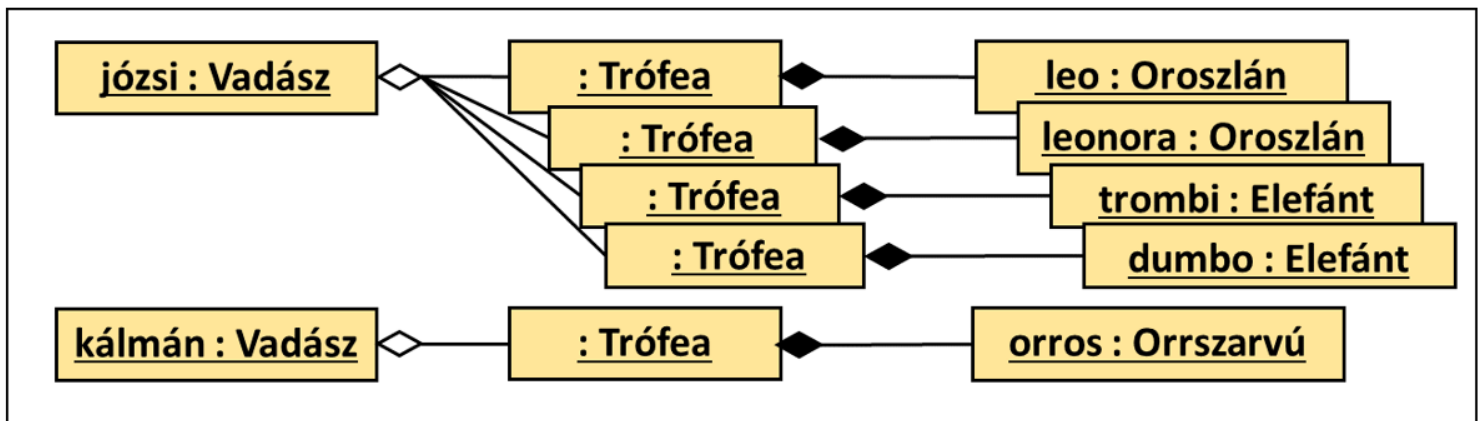 józsi : Vadász
: Trófea
leo : Oroszlán
: Trófea
leonora : Oroszlán
: Trófea
trombi : Elefánt
: Trófea
dumbo : Elefánt
kálmán : Vadász
: Trófea
orros : Orrszarvú